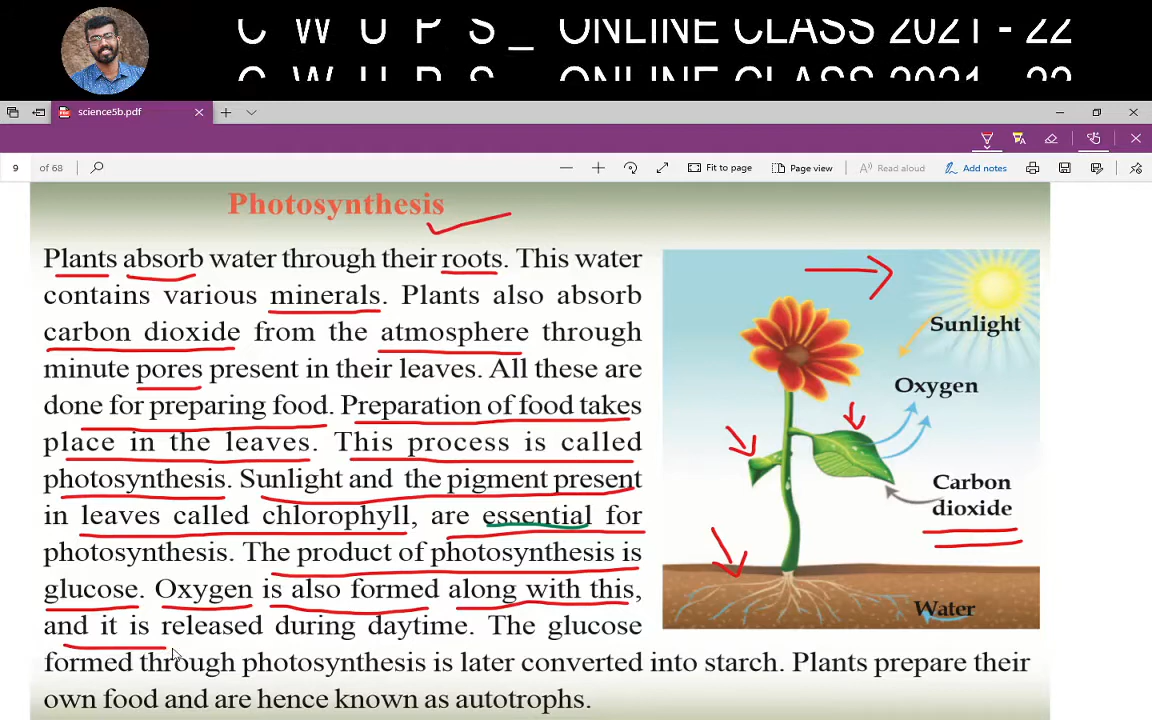 C W U P S _ ONLINE CLASS 2021 - 22
C W U P S _ ONLINE CLASS 2021 - 22
science5b.pdf
9 of 68
Fit to page
Page view
Read aloud
Add notes
Photosynthesis
Plants absorb water through their roots. This water
contains various minerals. Plants also absorb
carbon dioxide from the atmosphere through
minute pores present in their leaves. All these are
done for preparing food. Preparation of food takes
place in the leaves. This process is called
photosynthesis. Sunlight and the pigment present
in leaves called chlorophyll, are essential for
photosynthesis. The product of photosynthesis is
glucose. Oxygen is also formed along with this,
and it is released during daytime. The glucose
formed through photosynthesis is later converted into starch. Plants prepare their
own food and are hence known as autotrophs.
Sunlight
Oxygen
Carbon
dioxide
Water